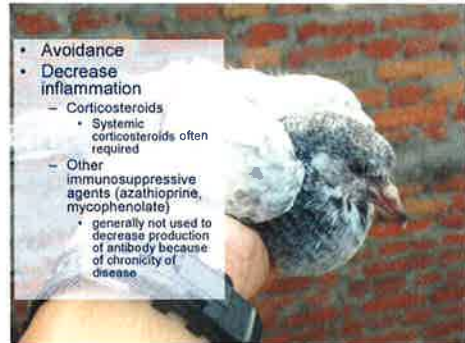 • Avoidance
• Decrease
inflammation
– Corticosteroids
• Systemic
corticosteroids often
required
– Other
immunosuppressive
agents (azathioprine,
mycophenolate)
• generally not used to
decrease production
of antibody because
of chronicity of
disease